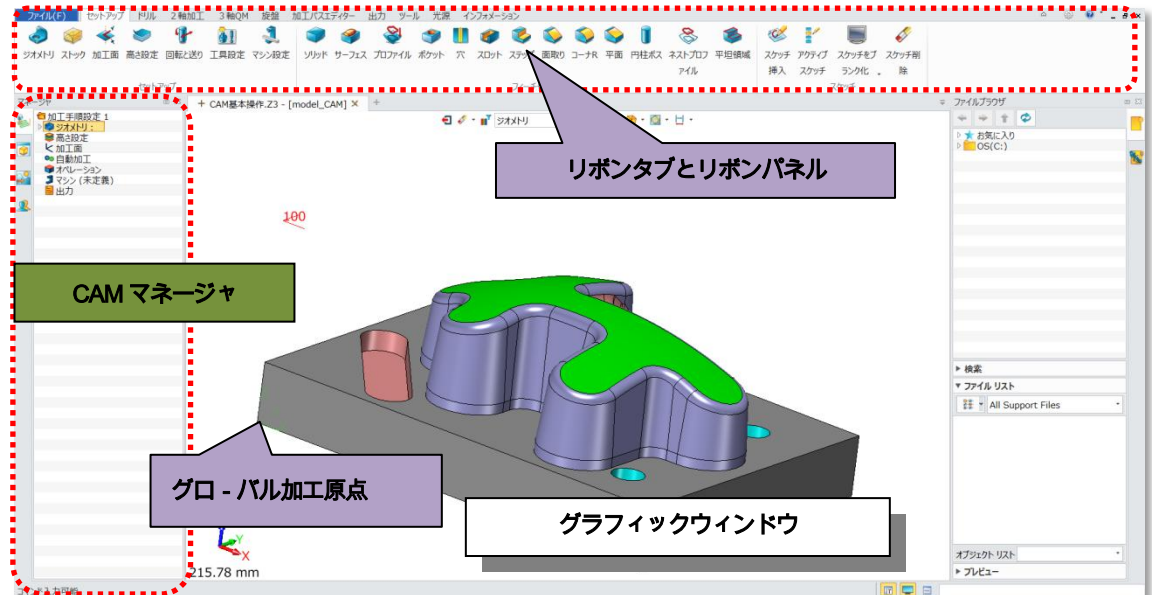 ファイル(F) セットアップ ドリル 2軸加工 3軸QM 旋盤 加工パスエディター 出力 ツール 光源 インフォメーション
ジオメトリ ストック 加工面 高さ設定 回転と送り 工具設定 マシン設定 ソリッド サーフェス プロファイル ポケット 穴 スロット ステップ 面取り コーナR 平面 円柱ボス ネストプロファイル 平坦領域 スケッチ挿入 アクティブスケッチ スケッチをブランク化 スケッチ削除
セットアップ スケッチ
+ CAM基本操作.Z3 - [model_CAM] × +
ファイルブラウザ
加工手順設定 1
ジオメトリ :
高さ設定
加工面
自動加工
オペレーション
マシン (未定義)
出力
ジオメトリ
お気に入り
OS(C:)
リボンタブとリボンパネル
100
CAM マネージャ
検索
ファイル リスト
All Support Files
グロ - バル加工原点
グラフィックウィンドウ
Y
X
215.78 mm
オブジェクト リスト
プレビュー